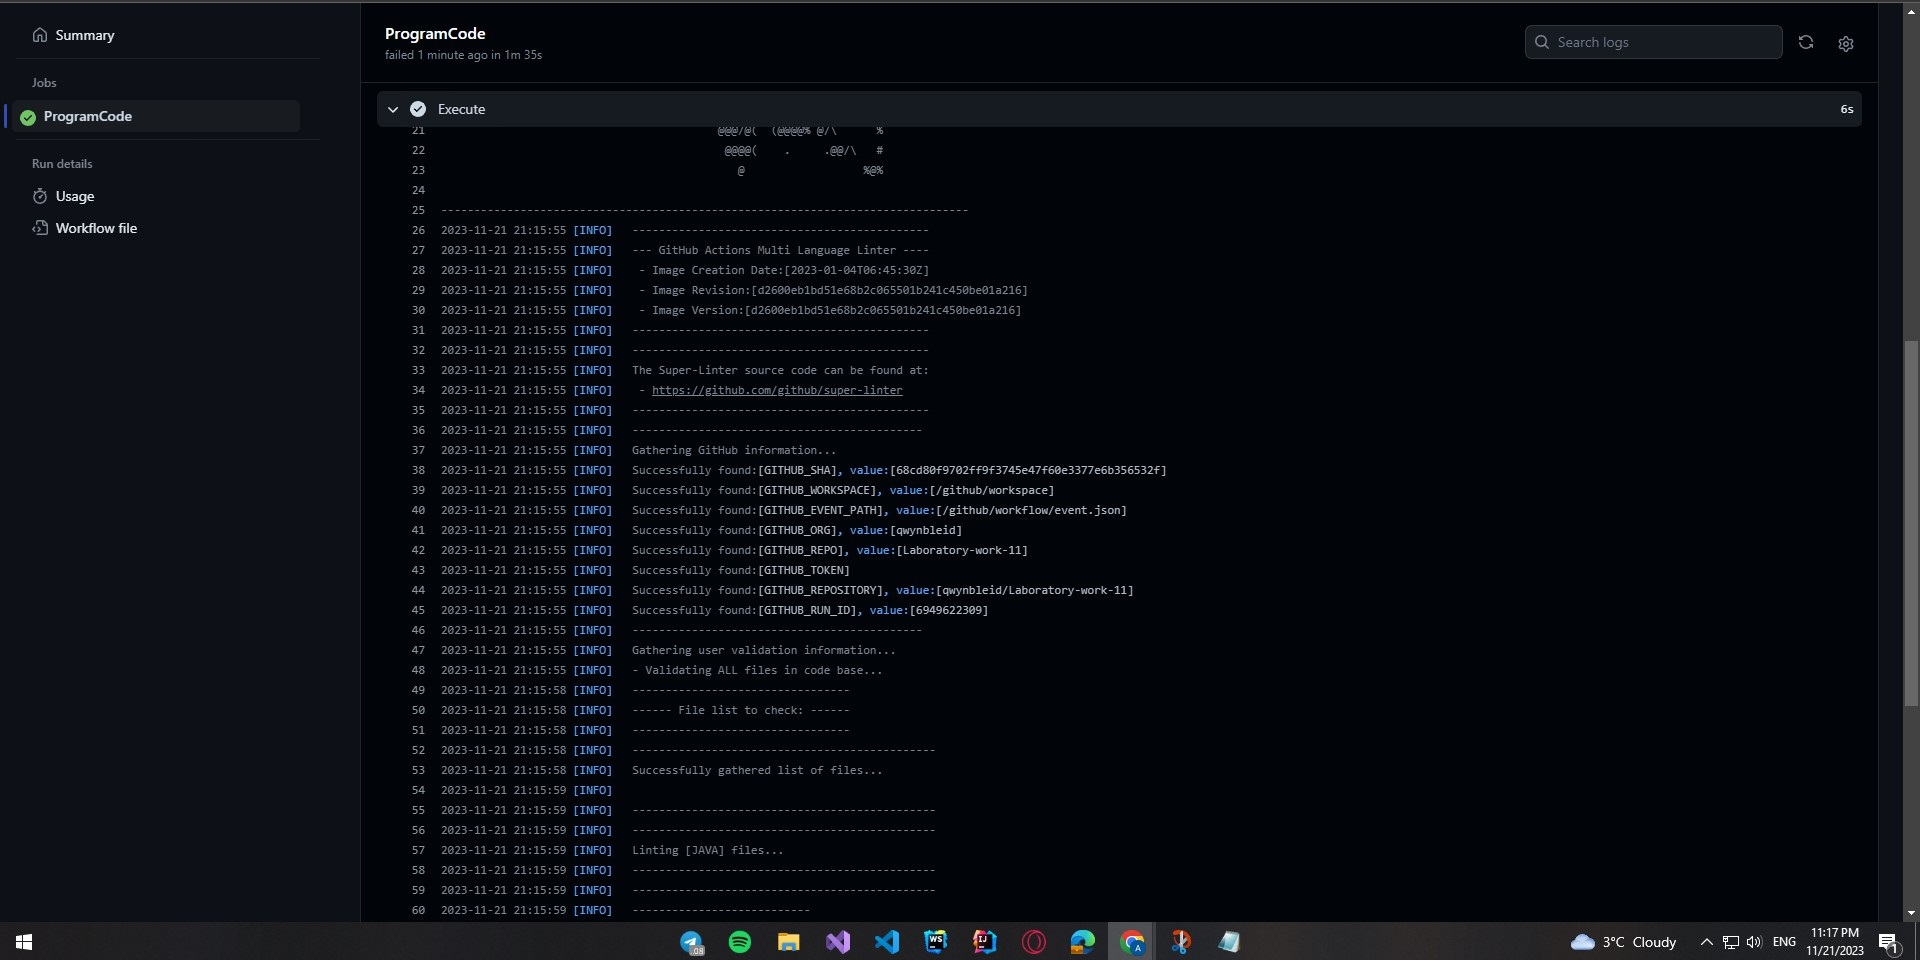 Summary
Jobs
ProgramCode
Run details
Usage
Workflow file
ProgramCode
failed 1 minute ago in 1m 35s
Search logs
Execute
6s
21 @@@/@( (@@@@% @/\ %
22 @@@@( . .@@/\ #
23 @ %@%
24
25 --------------------------------------------------------------------------------
26 2023-11-21 21:15:55 [INFO] ---------------------------------------------
27 2023-11-21 21:15:55 [INFO] --- GitHub Actions Multi Language Linter ----
28 2023-11-21 21:15:55 [INFO] - Image Creation Date:[2023-01-04T06:45:30Z]
29 2023-11-21 21:15:55 [INFO] - Image Revision:[d2600eb1bd51e68b2c065501b241c450be01a216]
30 2023-11-21 21:15:55 [INFO] - Image Version:[d2600eb1bd51e68b2c065501b241c450be01a216]
31 2023-11-21 21:15:55 [INFO] ---------------------------------------------
32 2023-11-21 21:15:55 [INFO] ---------------------------------------------
33 2023-11-21 21:15:55 [INFO] The Super-Linter source code can be found at:
34 2023-11-21 21:15:55 [INFO] - https://github.com/github/super-linter
35 2023-11-21 21:15:55 [INFO] ---------------------------------------------
36 2023-11-21 21:15:55 [INFO] --------------------------------------------
37 2023-11-21 21:15:55 [INFO] Gathering GitHub information...
38 2023-11-21 21:15:55 [INFO] Successfully found:[GITHUB_SHA], value:[68cd80f9702ff9f3745e47f60e3377e6b356532f]
39 2023-11-21 21:15:55 [INFO] Successfully found:[GITHUB_WORKSPACE], value:[/github/workspace]
40 2023-11-21 21:15:55 [INFO] Successfully found:[GITHUB_EVENT_PATH], value:[/github/workflow/event.json]
41 2023-11-21 21:15:55 [INFO] Successfully found:[GITHUB_ORG], value:[qwynbleid]
42 2023-11-21 21:15:55 [INFO] Successfully found:[GITHUB_REPO], value:[Laboratory-work-11]
43 2023-11-21 21:15:55 [INFO] Successfully found:[GITHUB_TOKEN]
44 2023-11-21 21:15:55 [INFO] Successfully found:[GITHUB_REPOSITORY], value:[qwynbleid/Laboratory-work-11]
45 2023-11-21 21:15:55 [INFO] Successfully found:[GITHUB_RUN_ID], value:[6949622309]
46 2023-11-21 21:15:55 [INFO] --------------------------------------------
47 2023-11-21 21:15:55 [INFO] Gathering user validation information...
48 2023-11-21 21:15:55 [INFO] - Validating ALL files in code base...
49 2023-11-21 21:15:58 [INFO] ---------------------------------
50 2023-11-21 21:15:58 [INFO] ------ File list to check: ------
51 2023-11-21 21:15:58 [INFO] ---------------------------------
52 2023-11-21 21:15:58 [INFO] ----------------------------------------------
53 2023-11-21 21:15:58 [INFO] Successfully gathered list of files...
54 2023-11-21 21:15:59 [INFO]
55 2023-11-21 21:15:59 [INFO] ----------------------------------------------
56 2023-11-21 21:15:59 [INFO] ----------------------------------------------
57 2023-11-21 21:15:59 [INFO] Linting [JAVA] files...
58 2023-11-21 21:15:59 [INFO] ----------------------------------------------
59 2023-11-21 21:15:59 [INFO] ----------------------------------------------
60 2023-11-21 21:15:59 [INFO] ---------------------------
3°C Cloudy
ENG
11:17 PM
11/21/2023
1